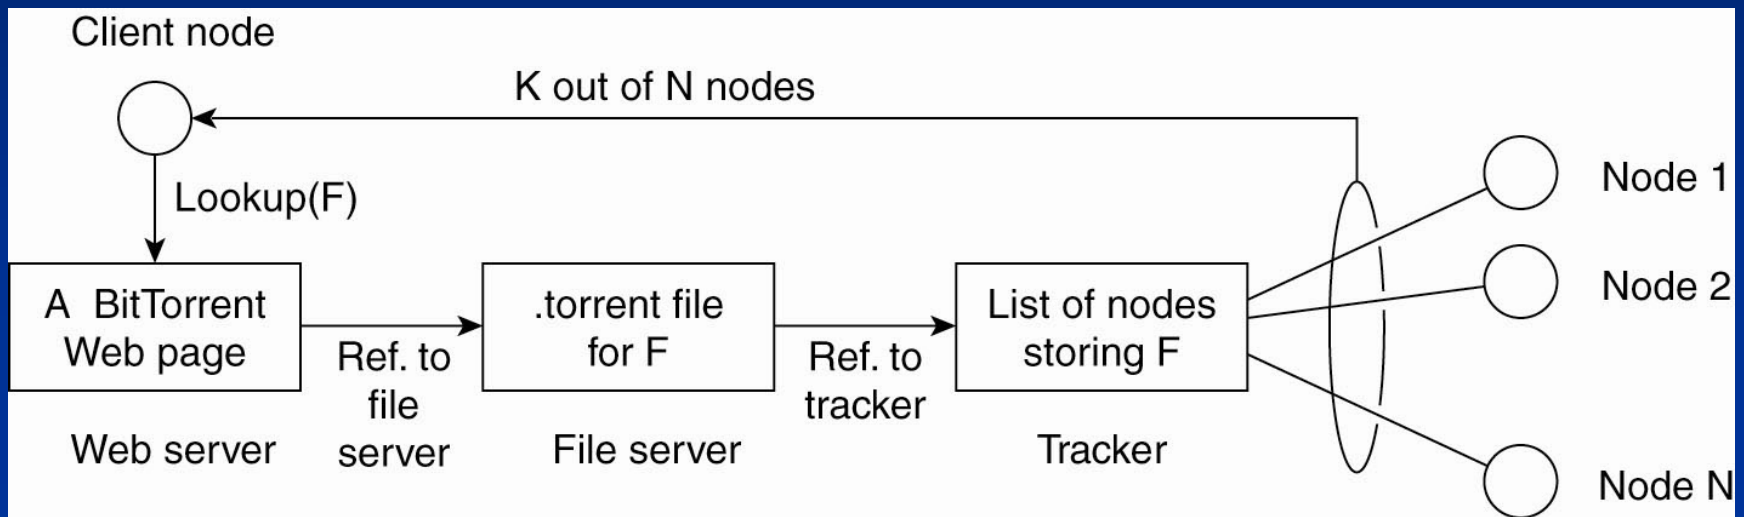 Client node
K out of N nodes
Node 1
Lookup(F)
Node 2
A BitTorrent
Web page
.torrent file
for F
List of nodes
storing F
Ref. to
file
server
Ref. to
tracker
Web server
File server
Tracker
Node N